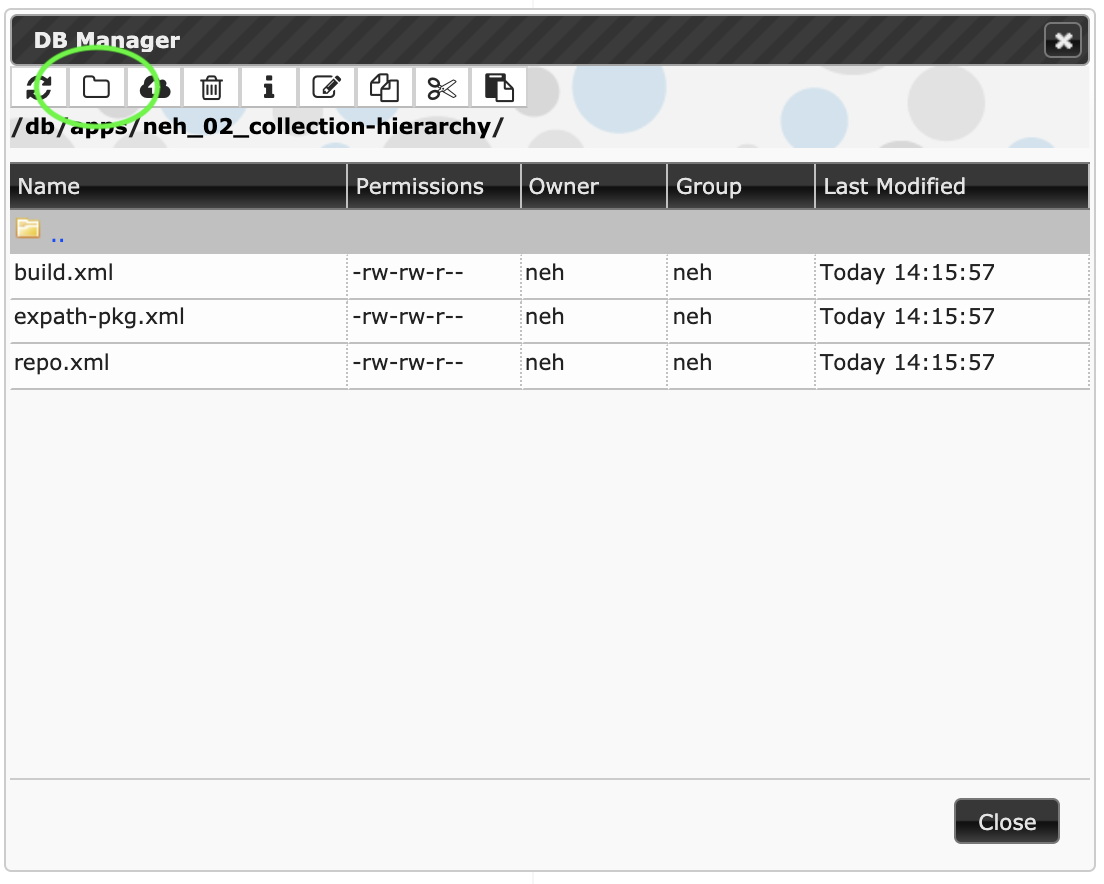 DB Manager
/db/apps/neh_02_collection-hierarchy/
Name Permissions Owner Group Last Modified
..
build.xml -rw-rw-r-- neh neh Today 14:15:57
expath-pkg.xml -rw-rw-r-- neh neh Today 14:15:57
repo.xml -rw-rw-r-- neh neh Today 14:15:57
Close